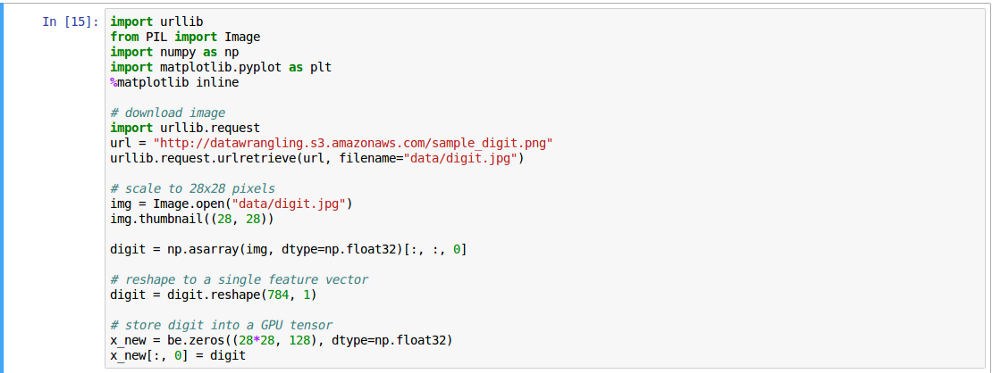 In [15]: import urllib
from PIL import Image
import numpy as np
import matplotlib.pyplot as plt
%matplotlib inline
# download image
import urllib.request
url = "http://datawrangling.s3.amazonaws.com/sample_digit.png"
urllib.request.urlretrieve(url, filename="data/digit.jpg")
# scale to 28x28 pixels
img = Image.open("data/digit.jpg")
img.thumbnail((28, 28))
digit = np.asarray(img, dtype=np.float32)[:, :, 0]
# reshape to a single feature vector
digit = digit.reshape(784, 1)
# store digit into a GPU tensor
x_new = be.zeros((28*28, 128), dtype=np.float32)
x_new[:, 0] = digit